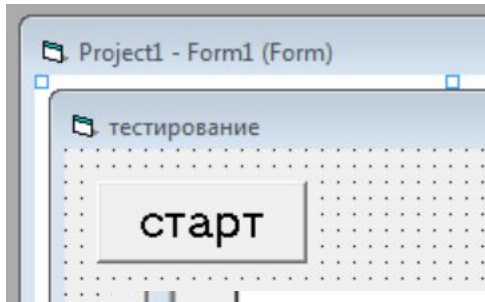 Project1 - Form1 (Form)
тестирование
старт